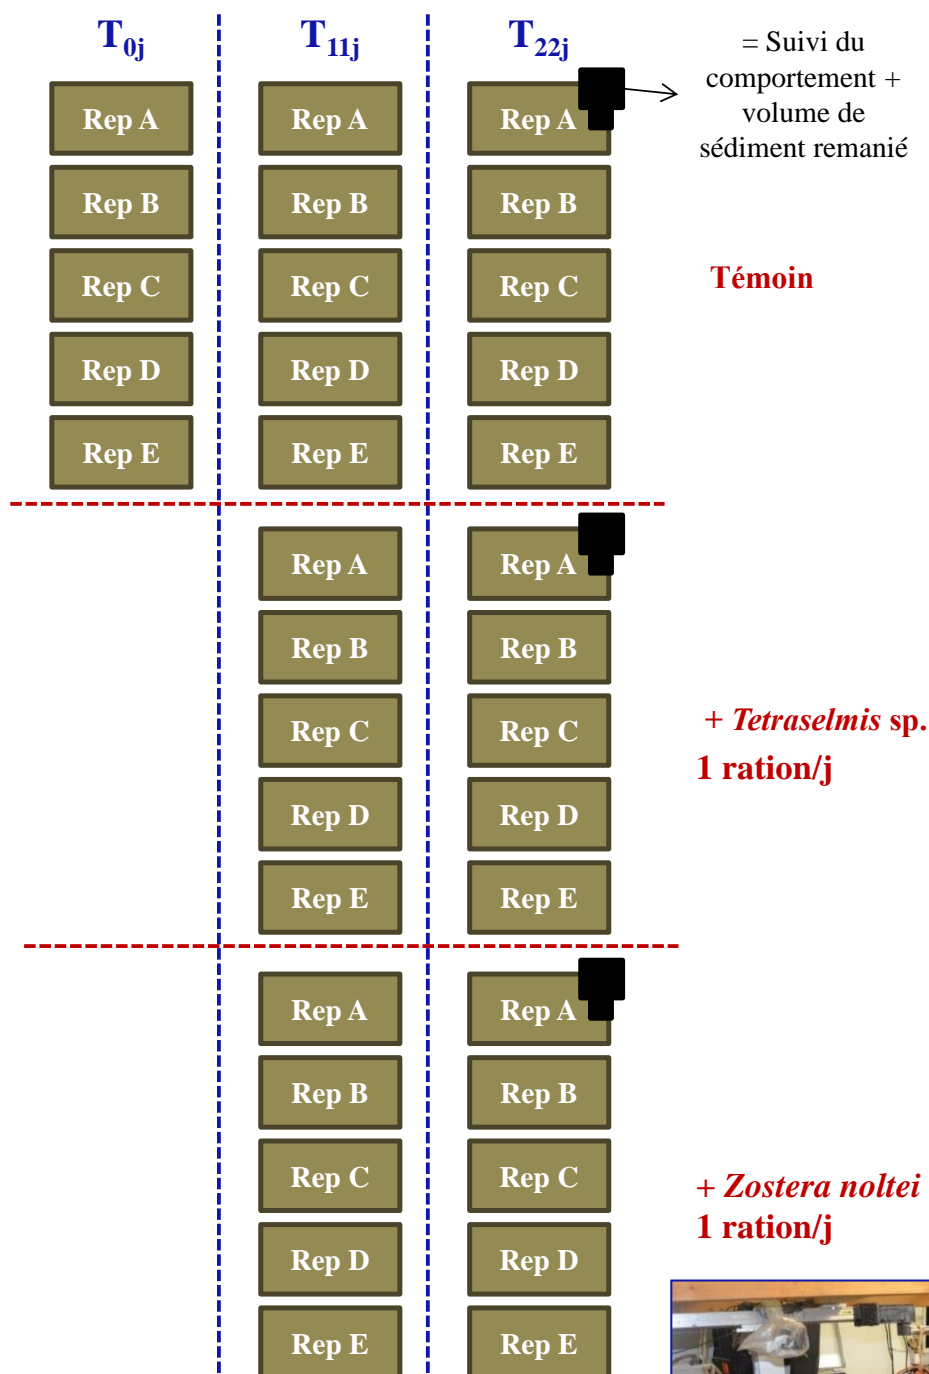 T0j T11j T22j
= Suivi du
comportement +
volume de
sédiment remanié
Rep A Rep A Rep A
Rep B Rep B Rep B
Rep C Rep C Rep C
Témoin
Rep D Rep D Rep D
Rep E Rep E Rep E
Rep A Rep A
Rep B Rep B
Rep C Rep C
+ Tetraselmis sp.
1 ration/j
Rep D Rep D
Rep E Rep E
Rep A Rep A
Rep B Rep B
Rep C Rep C
+ Zostera noltei
1 ration/j
Rep D Rep D
Rep E Rep E